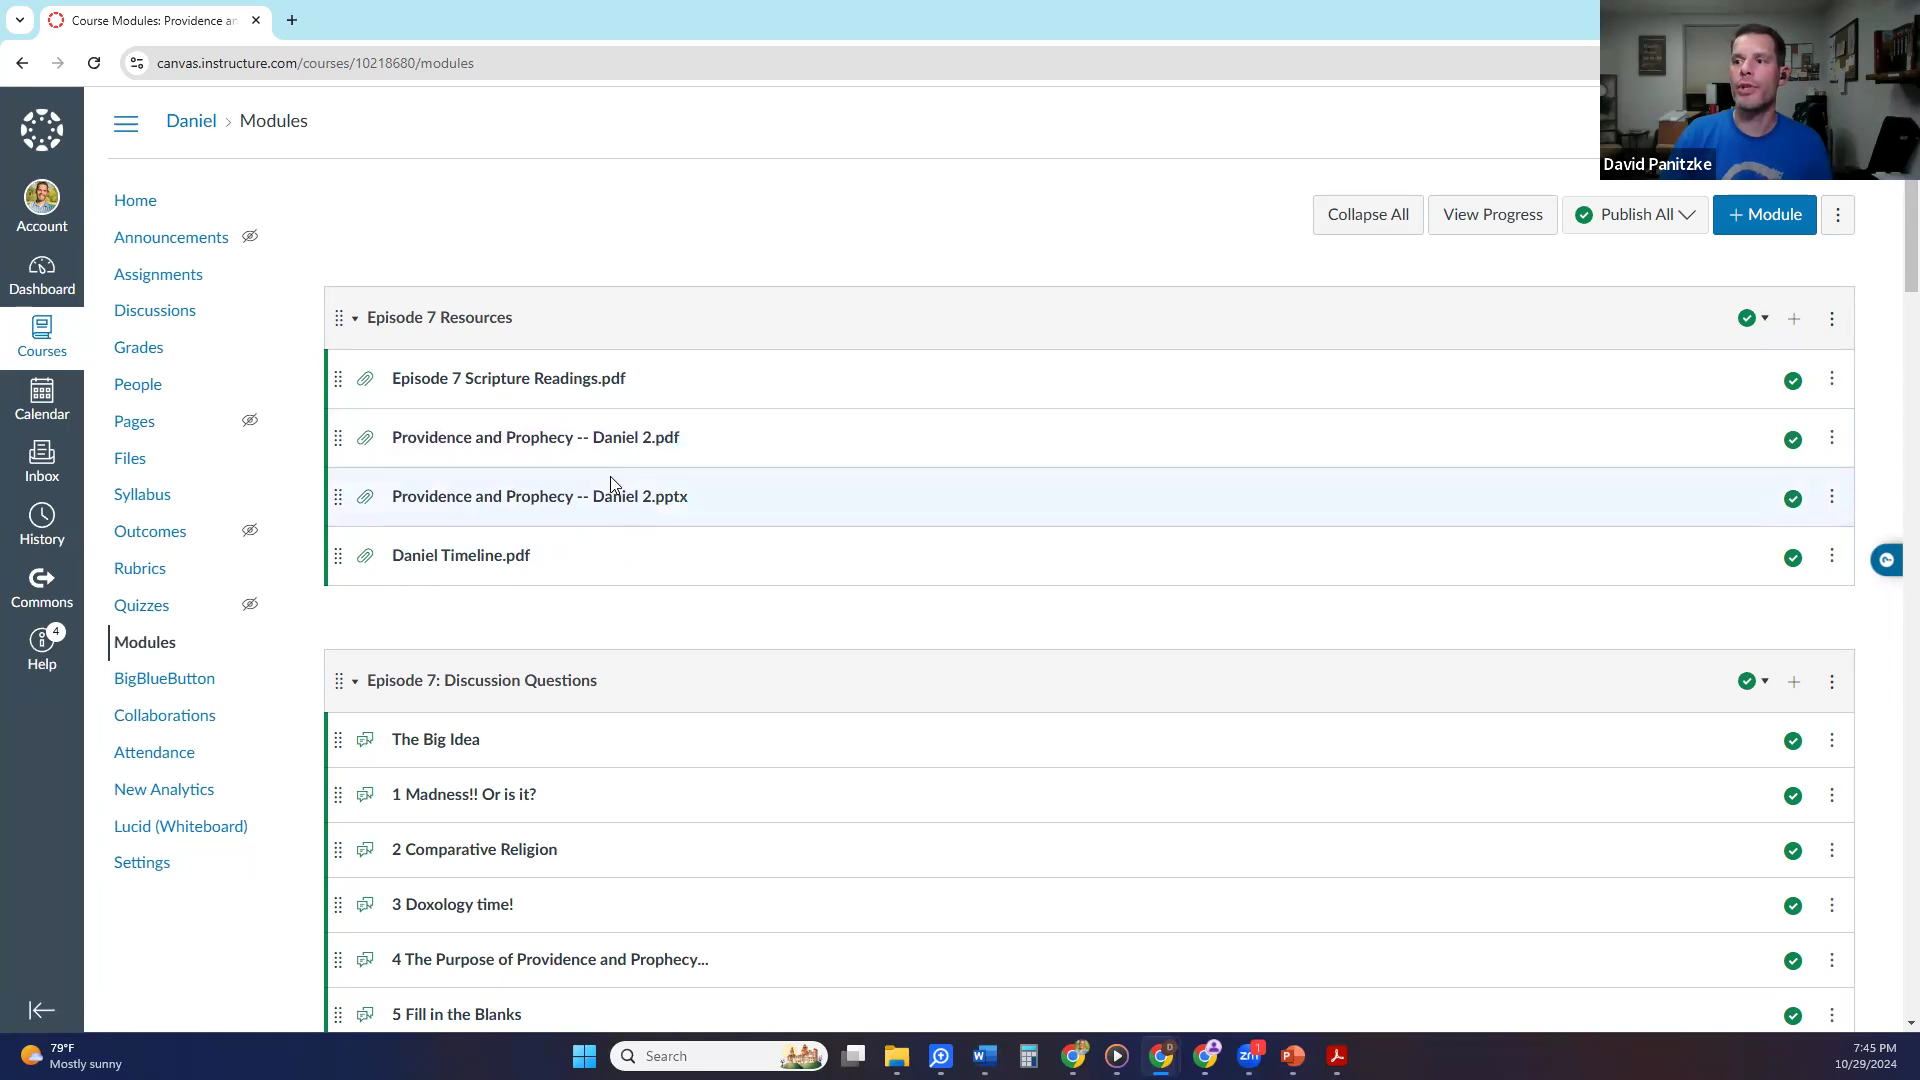 Course Modules: Providence an
canvas.instructure.com/courses/10218680/modules
David Panitzke
Daniel > Modules
Account
Dashboard
Courses
Calendar
Inbox
History
Commons
4
Help
Home
Announcements
Assignments
Discussions
Grades
People
Pages
Files
Syllabus
Outcomes
Rubrics
Quizzes
Modules
BigBlueButton
Collaborations
Attendance
New Analytics
Lucid (Whiteboard)
Settings
Collapse All
View Progress
Publish All
+ Module
Episode 7 Resources
Episode 7 Scripture Readings.pdf
Providence and Prophecy -- Daniel 2.pdf
Providence and Prophecy -- Daniel 2.pptx
Daniel Timeline.pdf
Episode 7: Discussion Questions
The Big Idea
1 Madness!! Or is it?
2 Comparative Religion
3 Doxology time!
4 The Purpose of Providence and Prophecy...
5 Fill in the Blanks
79°F
Mostly sunny
Search
W
D
zm
1
P
7:45 PM
10/29/2024